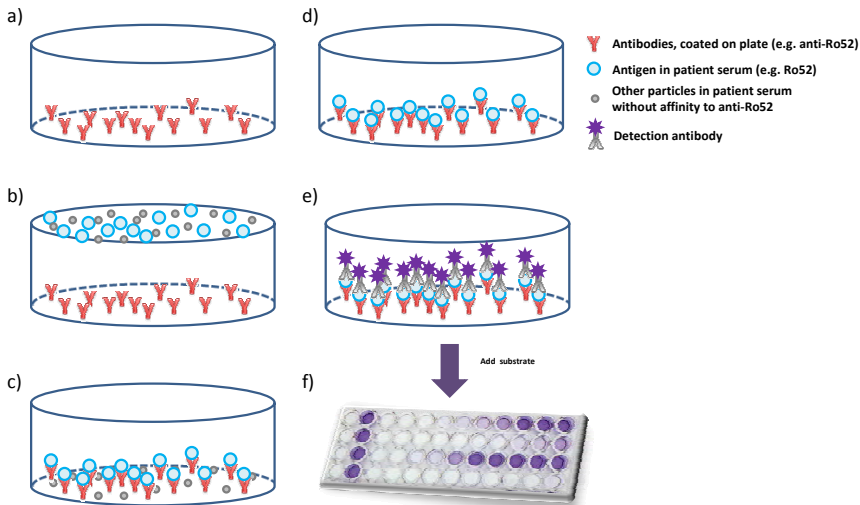 a)
d)
Antibodies, coated on plate (e.g. anti-Ro52)
Antigen in patient serum (e.g. Ro52)
Other particles in patient serum
without affinity to anti-Ro52
Detection antibody
b)
e)
Add substrate
c)
f)